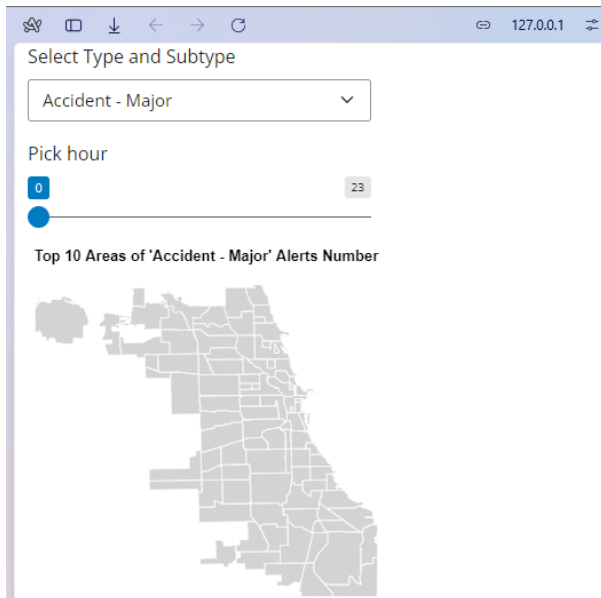 127.0.0.1
Select Type and Subtype
Accident - Major
Pick hour
0 23
Top 10 Areas of 'Accident - Major' Alerts Number